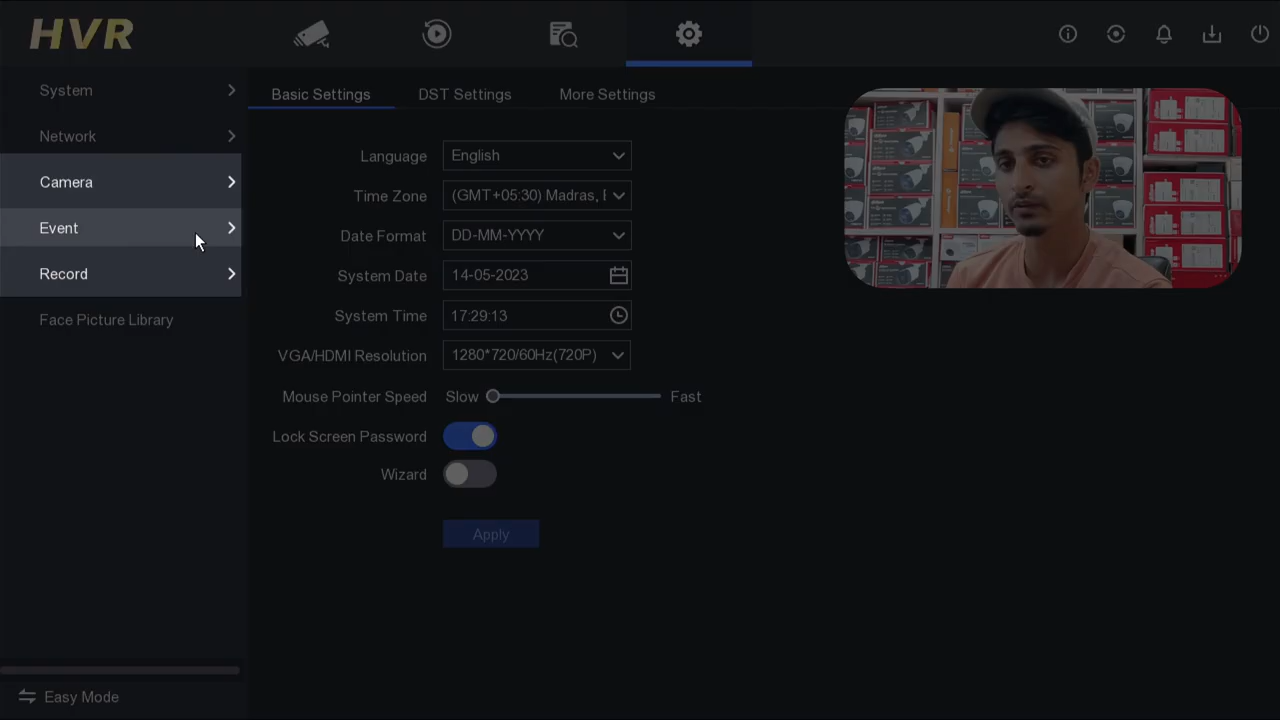 HVR
System
Network
Camera
Event
Record
Face Picture Library
Easy Mode
Basic Settings
DST Settings
More Settings
Language
English
Time Zone
(GMT+05:30) Madras,
Date Format
DD-MM-YYYY
System Date
14-05-2023
System Time
17:29:13
VGA/HDMI Resolution
1280*720/60Hz(720P)
Mouse Pointer Speed
Slow
Fast
Lock Screen Password
Wizard
Apply